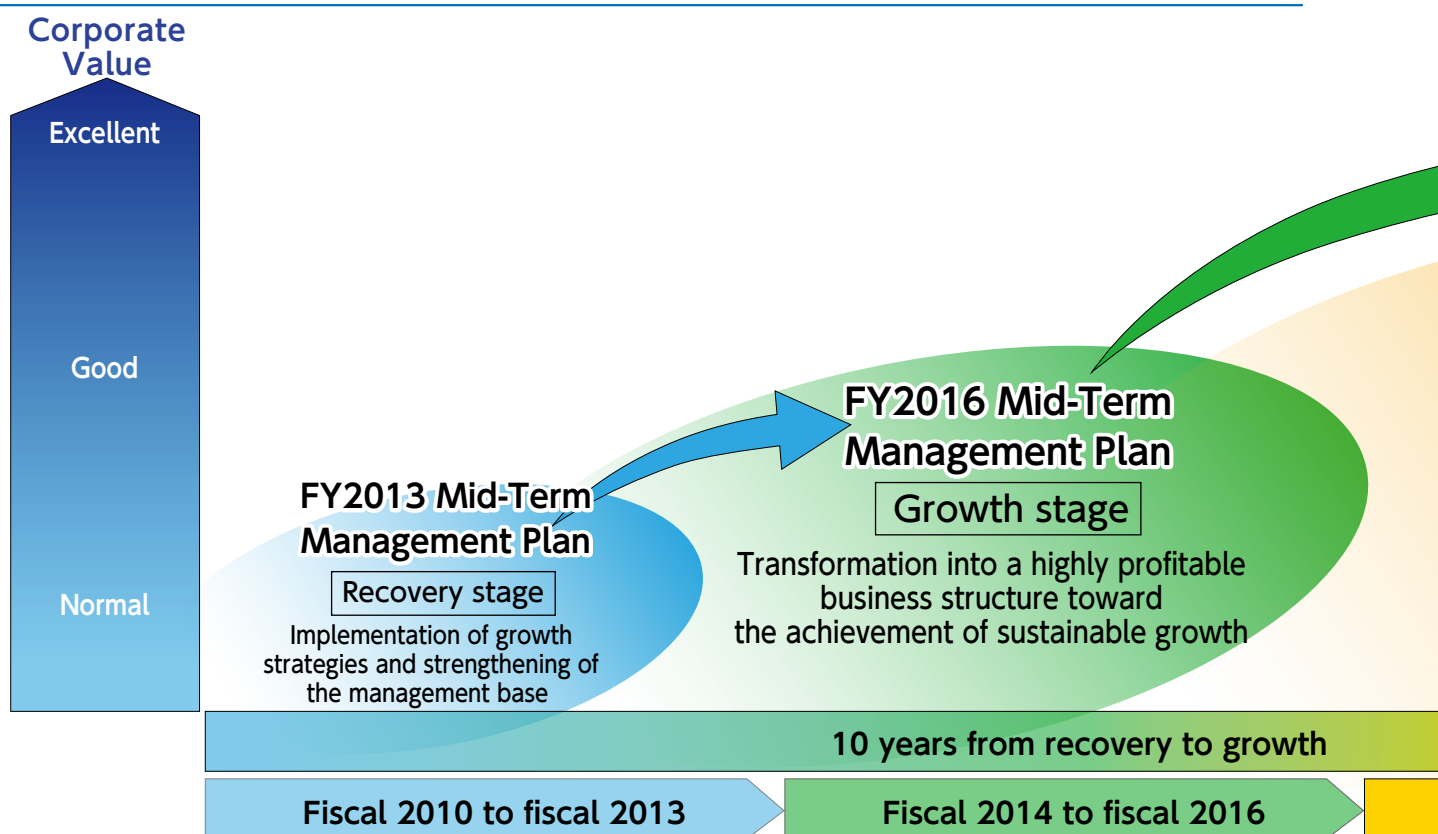 Corporate
Value
Excellent
Good
Normal
FY2013 Mid-Term
Management Plan
Recovery stage
Implementation of growth
strategies and strengthening of
the management base
FY2016 Mid-Term
Management Plan
Growth stage
Transformation into a highly profitable
business structure toward
the achievement of sustainable growth
10 years from recovery to growth
Fiscal 2010 to fiscal 2013
Fiscal 2014 to fiscal 2016